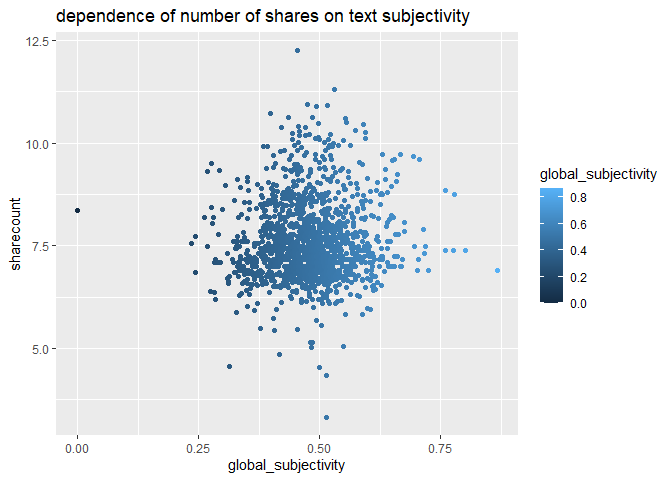 dependence of number of shares on text subjectivity
12.5
10.0
7.5
5.0
sharecount
0.00 0.25 0.50 0.75
global_subjectivity
global_subjectivity
0.8
0.6
0.4
0.2
0.0